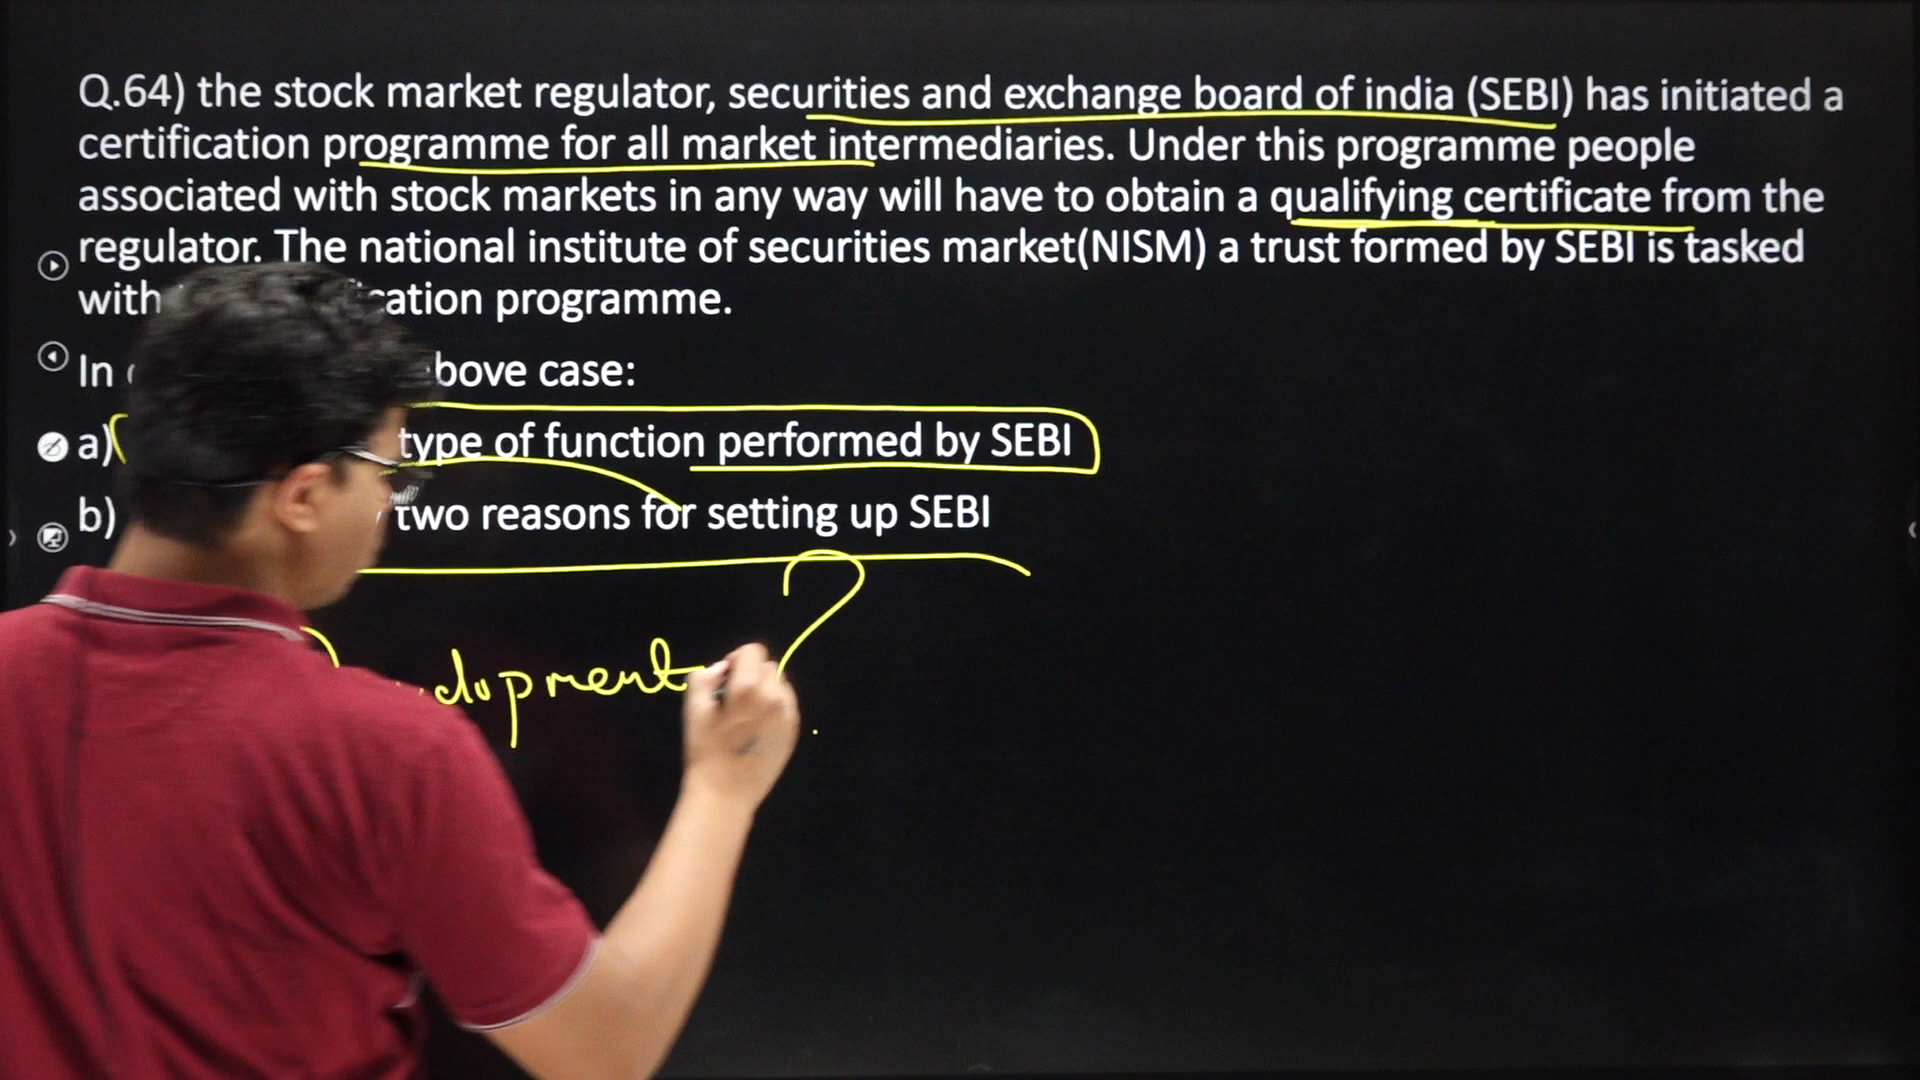 Q.64) the stock market regulator, securities and exchange board of india (SEBI) has initiated a
certification programme for all market intermediaries. Under this programme people
associated with stock markets in any way will have to obtain a qualifying certificate from the
regulator. The national institute of securities market(NISM) a trust formed by SEBI is tasked
with programme.
In above case:
a) type of function performed by SEBI
b) two reasons for setting up SEBI
?